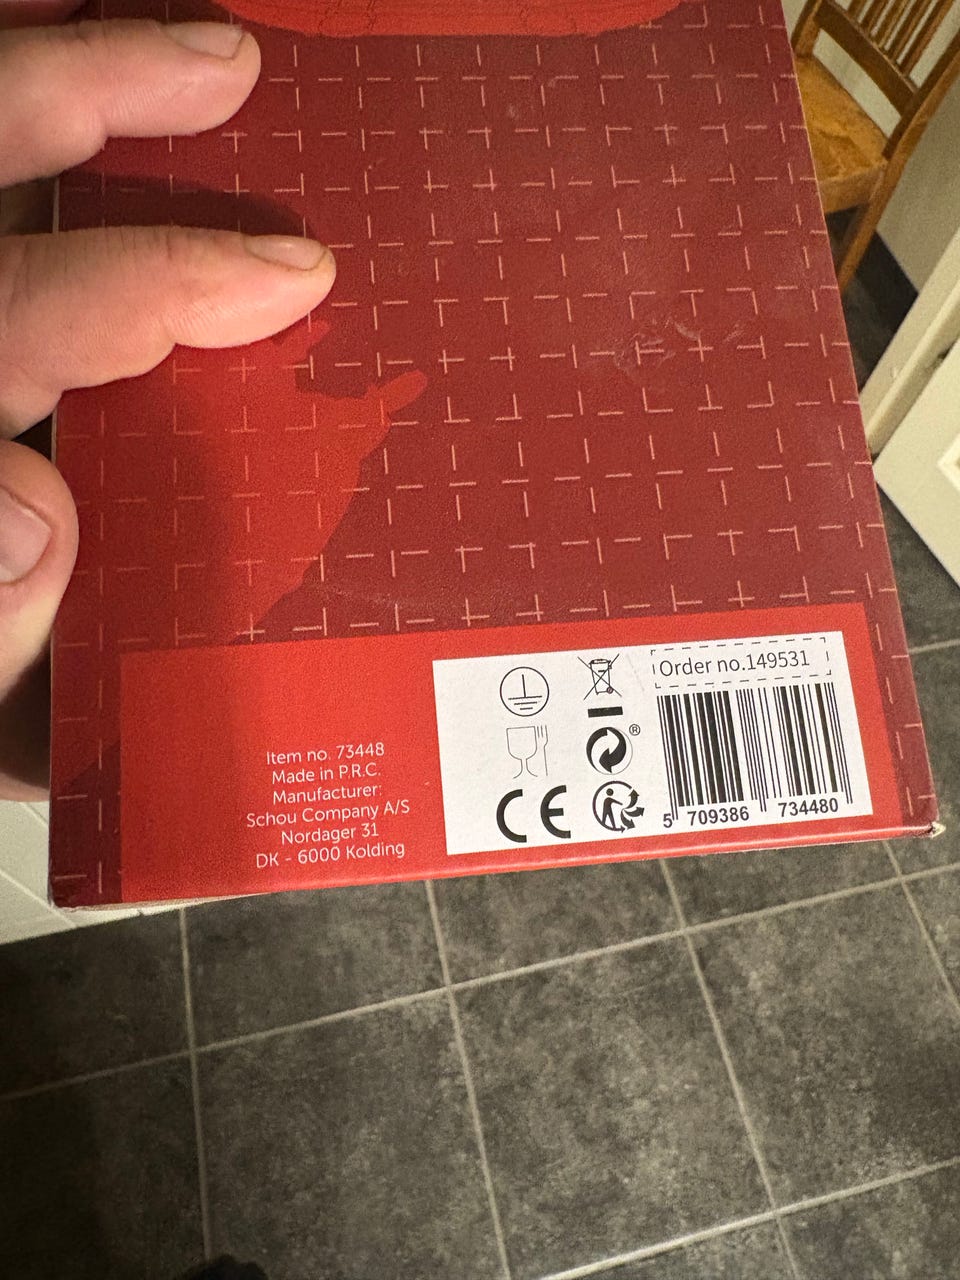 Item no. 73448
Made in P.R.C.
Manufacturer:
Schou Company A/S
Nordager 31
DK - 6000 Kolding
CE
®
Order no.149531
5 709386 734480